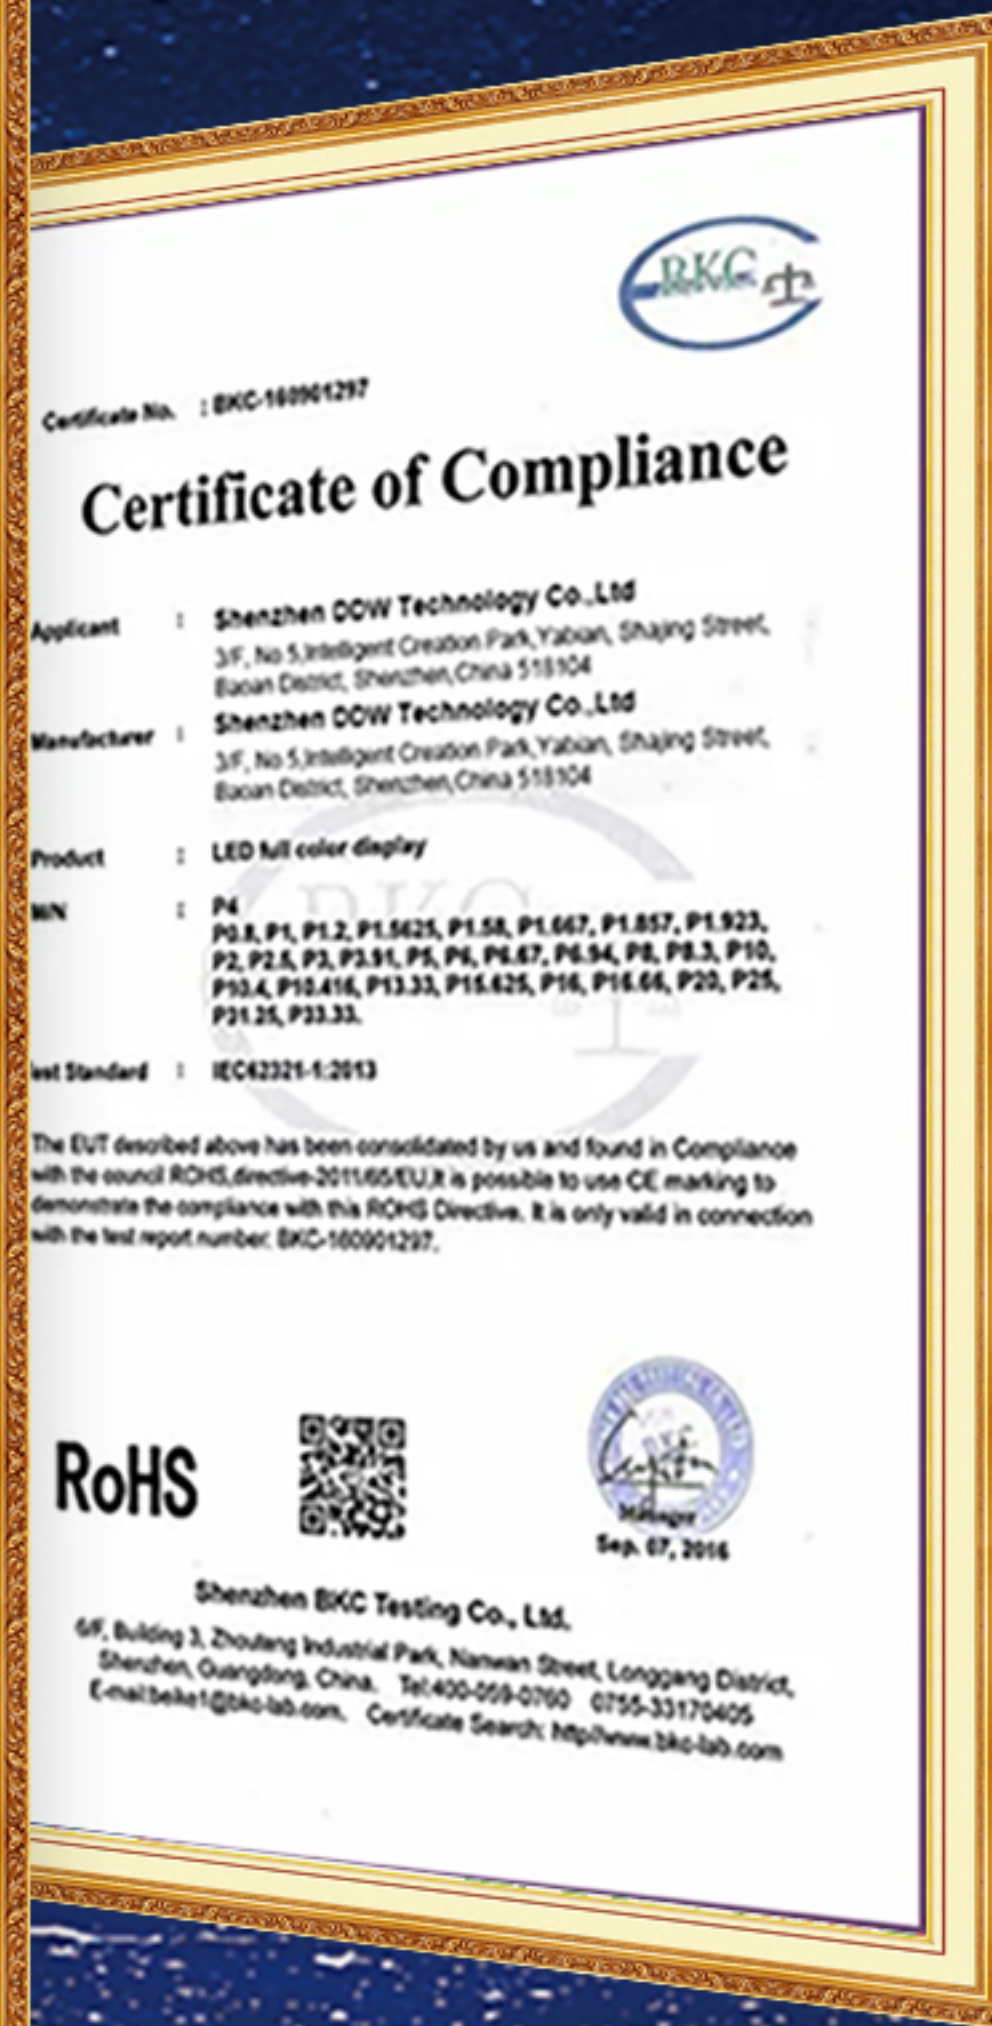 BKC
Certificate No. : BKC-160901297
Certificate of Compliance
Applicant : Shenzhen DDW Technology Co.,Ltd
3/F, No 5,Intelligent Creation Park,Yabian, Shajing Street,
Baoan District, Shenzhen,China 518104
Manufacturer : Shenzhen DDW Technology Co.,Ltd
3/F, No 5,Intelligent Creation Park,Yabian, Shajing Street,
Baoan District, Shenzhen,China 518104
Product : LED full color display
M/N : P4
P0.8, P1, P1.2, P1.5625, P1.58, P1.667, P1.857, P1.923,
P2, P2.5, P3, P3.91, P5, P6, P6.67, P6.94, P8, P8.3, P10,
P10.4, P10.416, P13.33, P15.625, P16, P16.66, P20, P25,
P31.25, P33.33.
est Standard : IEC62321-1:2013
The EUT described above has been consolidated by us and found in Compliance
with the council ROHS,directive-2011/65/EU.It is possible to use CE marking to
demonstrate the compliance with this ROHS Directive. It is only valid in connection
with the test report number: BKC-160901297.
RoHS
BKC
Manager
Sep. 07, 2016
Shenzhen BKC Testing Co., Ltd.
6/F, Building 3, Zhoutang Industrial Park, Nanwan Street, Longgang District,
Shenzhen, Guangdong, China. Tel:400-059-0760 0755-33170405
E-mail:beike1@bkc-lab.com. Certificate Search: http//www.bkc-lab.com